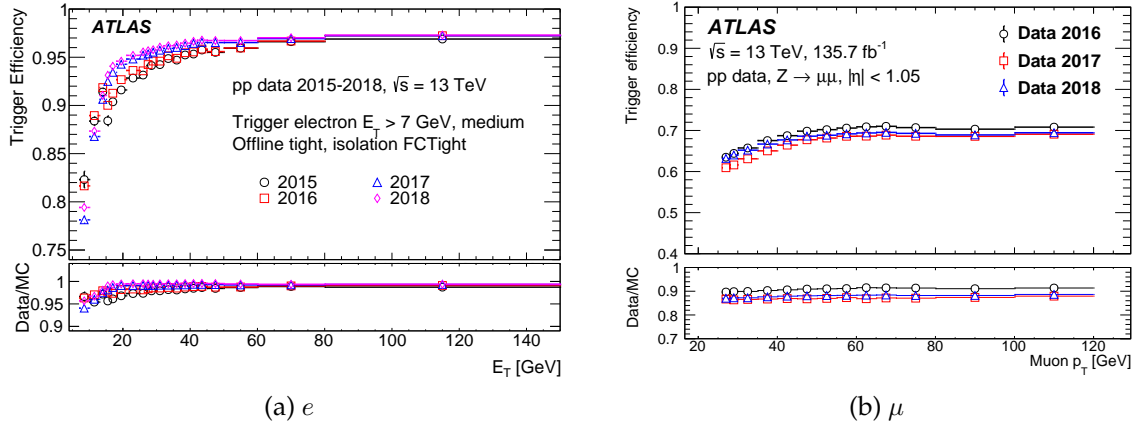 ATLAS
pp data 2015-2018, √s = 13 TeV
Trigger electron E_T > 7 GeV, medium
Offline tight, isolation FCTight
2015
2017
2016
2018
Trigger Efficiency
1
0.95
0.9
0.85
0.8
0.75
Data/MC
1
0.95
0.9
20 40 60 80 100 120 140
E_T [GeV]
(a) e
ATLAS
√s = 13 TeV, 135.7 fb⁻¹
pp data, Z → μμ, |η| < 1.05
Data 2016
Data 2017
Data 2018
Trigger efficiency
1
0.9
0.8
0.7
0.6
0.5
0.4
Data/MC
1
0.9
0.8
20 40 60 80 100 120
Muon p_T [GeV]
(b) μ